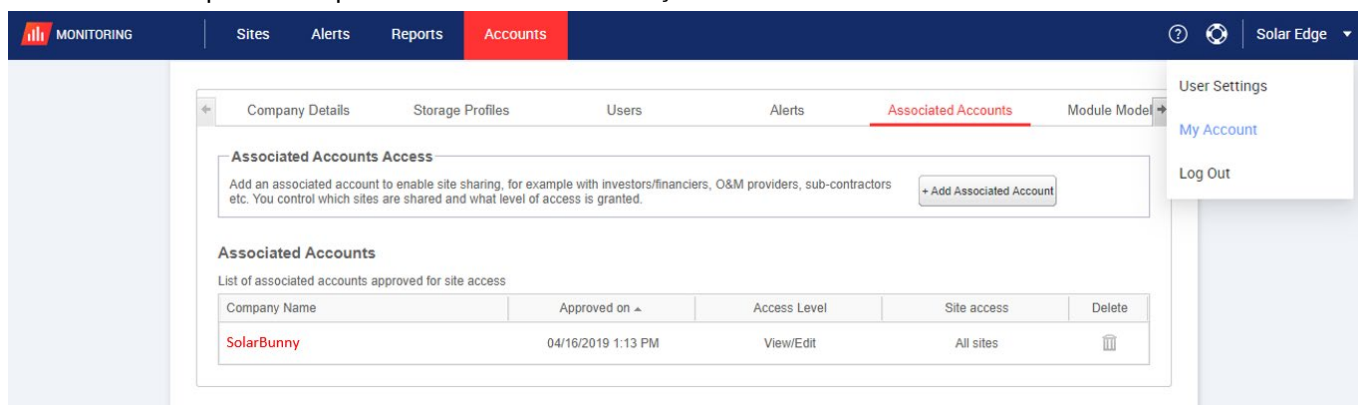 MONITORING Sites Alerts Reports Accounts ? Solar Edge
User Settings
My Account
Log Out
Company Details Storage Profiles Users Alerts Associated Accounts Module Model
Associated Accounts Access
Add an associated account to enable site sharing, for example with investors/financiers, O&M providers, sub-contractors
etc. You control which sites are shared and what level of access is granted.
+ Add Associated Account
Associated Accounts
List of associated accounts approved for site access
Company Name Approved on Access Level Site access Delete
SolarBunny 04/16/2019 1:13 PM View/Edit All sites